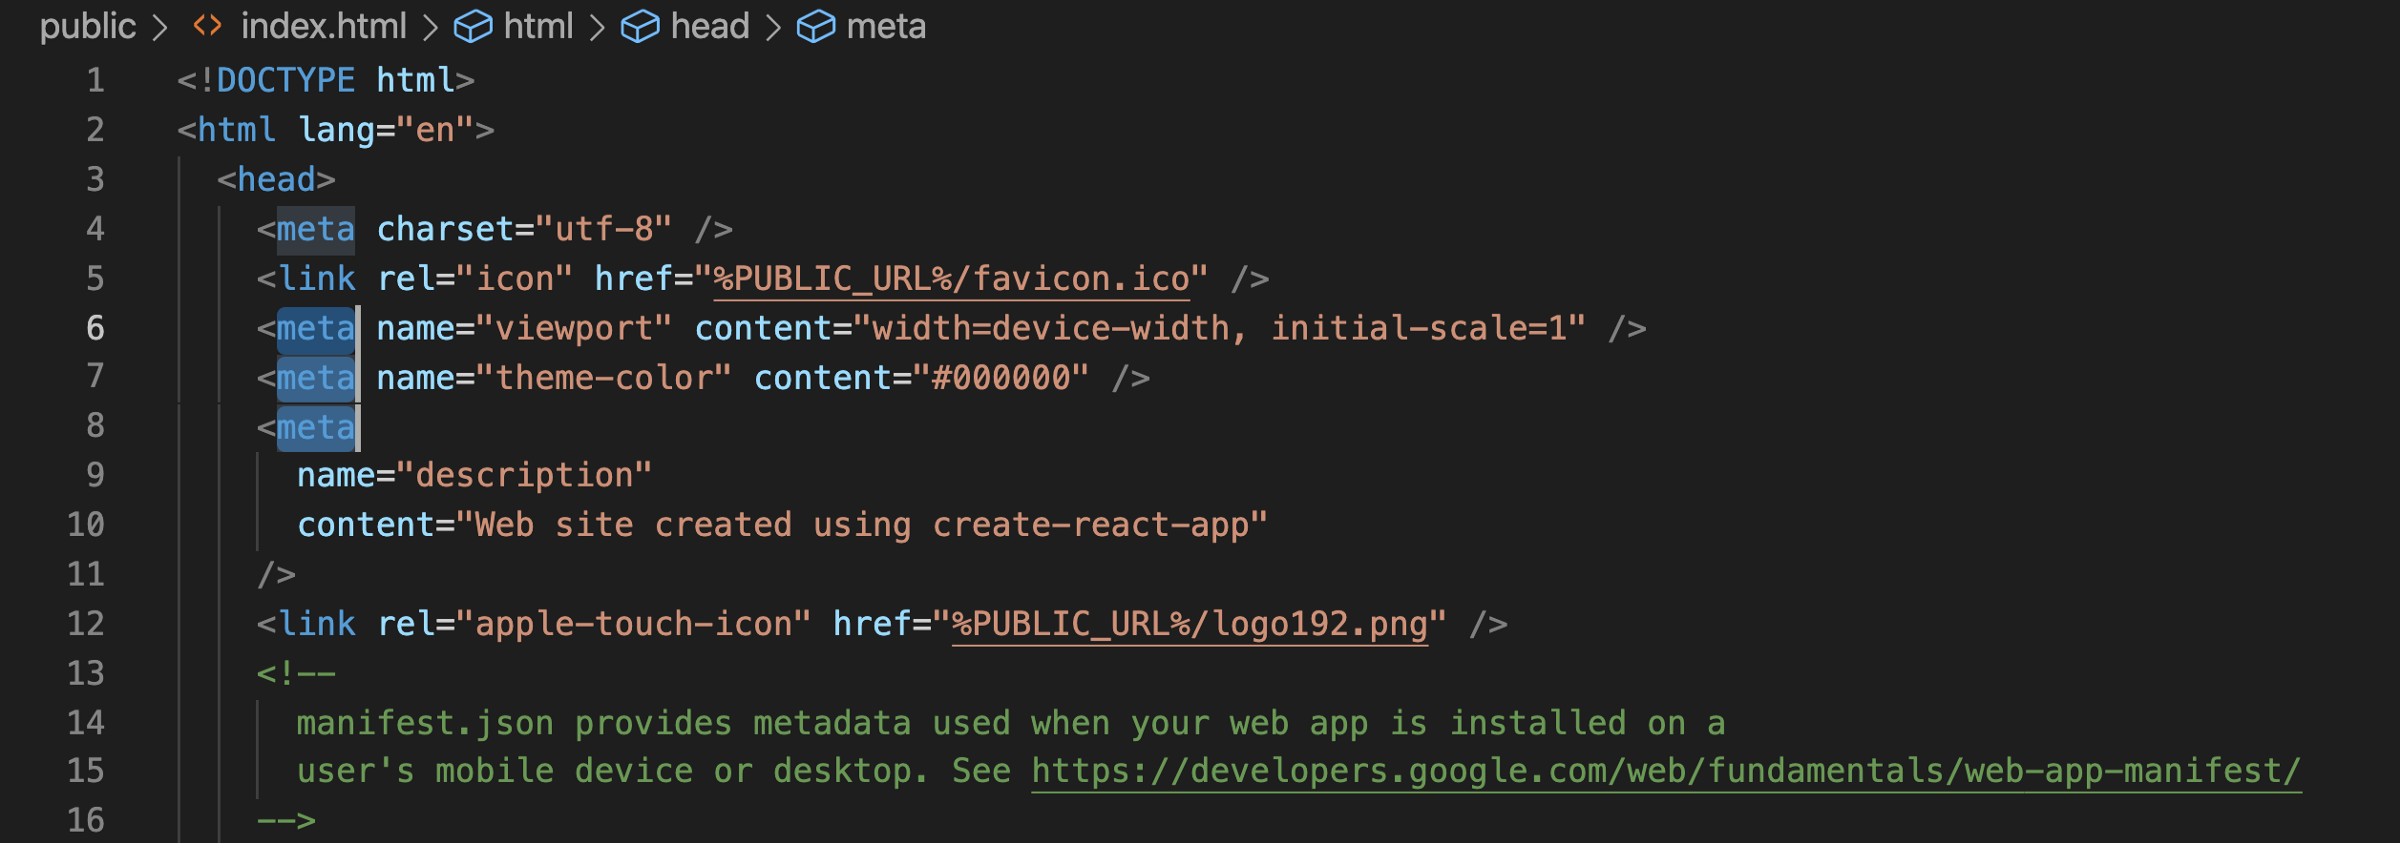 public > <> index.html > html > head > meta
1 <!DOCTYPE html>
2 <html lang="en">
3 <head>
4 <meta charset="utf-8" />
5 <link rel="icon" href="%PUBLIC_URL%/favicon.ico" />
6 <meta name="viewport" content="width=device-width, initial-scale=1" />
7 <meta name="theme-color" content="#000000" />
8 <meta
9 name="description"
10 content="Web site created using create-react-app"
11 />
12 <link rel="apple-touch-icon" href="%PUBLIC_URL%/logo192.png" />
13 <!--
14 manifest.json provides metadata used when your web app is installed on a
15 user's mobile device or desktop. See https://developers.google.com/web/fundamentals/web-app-manifest/
16 -->